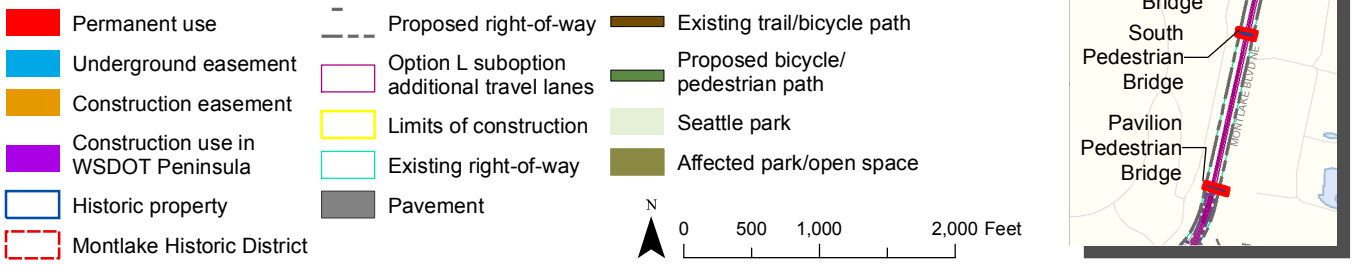 Permanent use
Underground easement
Construction easement
Construction use in
WSDOT Peninsula
Historic property
Montlake Historic District
Proposed right-of-way
Option L suboption
additional travel lanes
Limits of construction
Existing right-of-way
Pavement
Existing trail/bicycle path
Proposed bicycle/
pedestrian path
Seattle park
Affected park/open space
N
0 500 1,000 2,000 Feet
Bridge
South
Pedestrian
Bridge
MONTLAKE BLVD NE
Pavilion
Pedestrian
Bridge